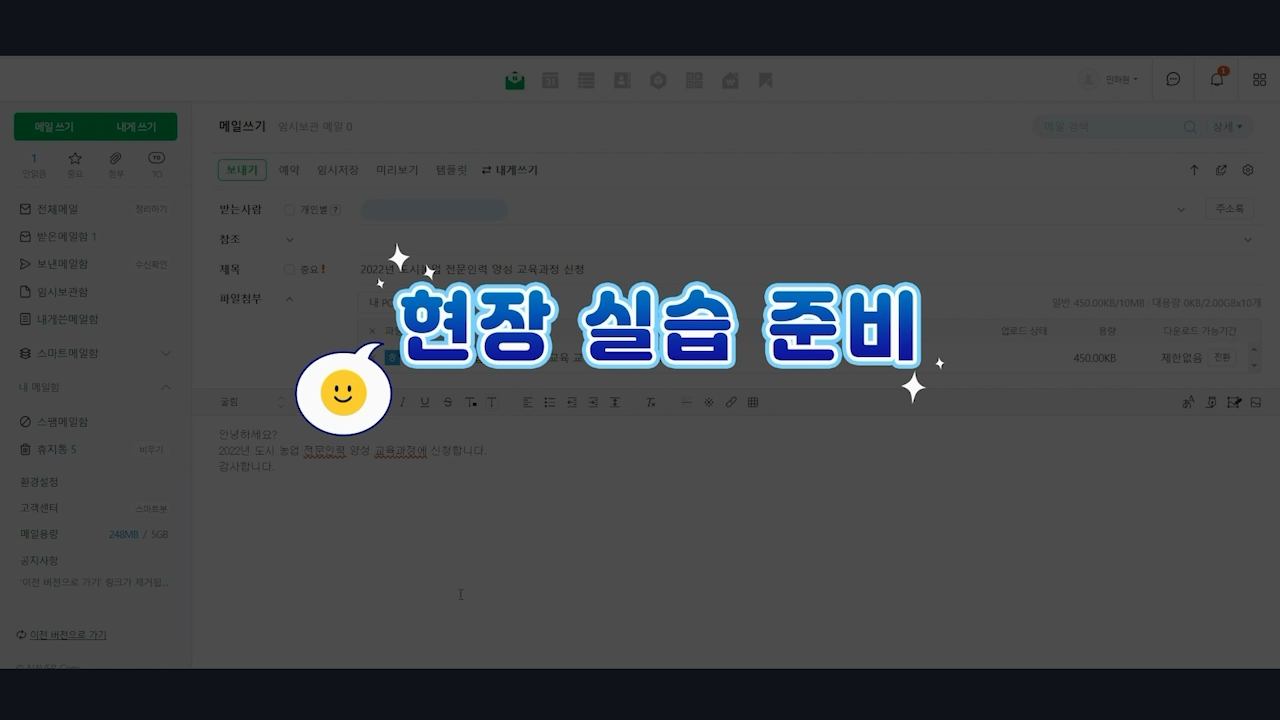 민하원
1
메일쓰기 내게쓰기
메일쓰기 임시보관 메일 0
메일 검색 상세
1 안읽음 중요 첨부 TO
보내기 예약 임시저장 미리보기 템플릿 내게쓰기
전체메일 정리하기
받는사람 개인별 ? 주소록
받은메일함 1
참조
보낸메일함 수신확인
제목 중요! 2022년 도시농업 전문인력 양성 교육과정 신청
임시보관함
파일첨부 내 PC 일반 450.00KB/10MB 대용량 0KB/2.00GBx10개
내게쓴메일함
업로드 상태 용량 다운로드 가능기간
스마트메일함
450.00KB 제한없음 전환
현장 실습 준비
내 메일함
굴림
스팸메일함
안녕하세요?
휴지통 5 비우기
2022년 도시 농업 전문인력 양성 교육과정에 신청합니다.
감사합니다.
환경설정
고객센터 스마트봇
메일용량 248MB / 5GB
공지사항
'이전 버전으로 가기' 링크가 제거될...
이전 버전으로 가기